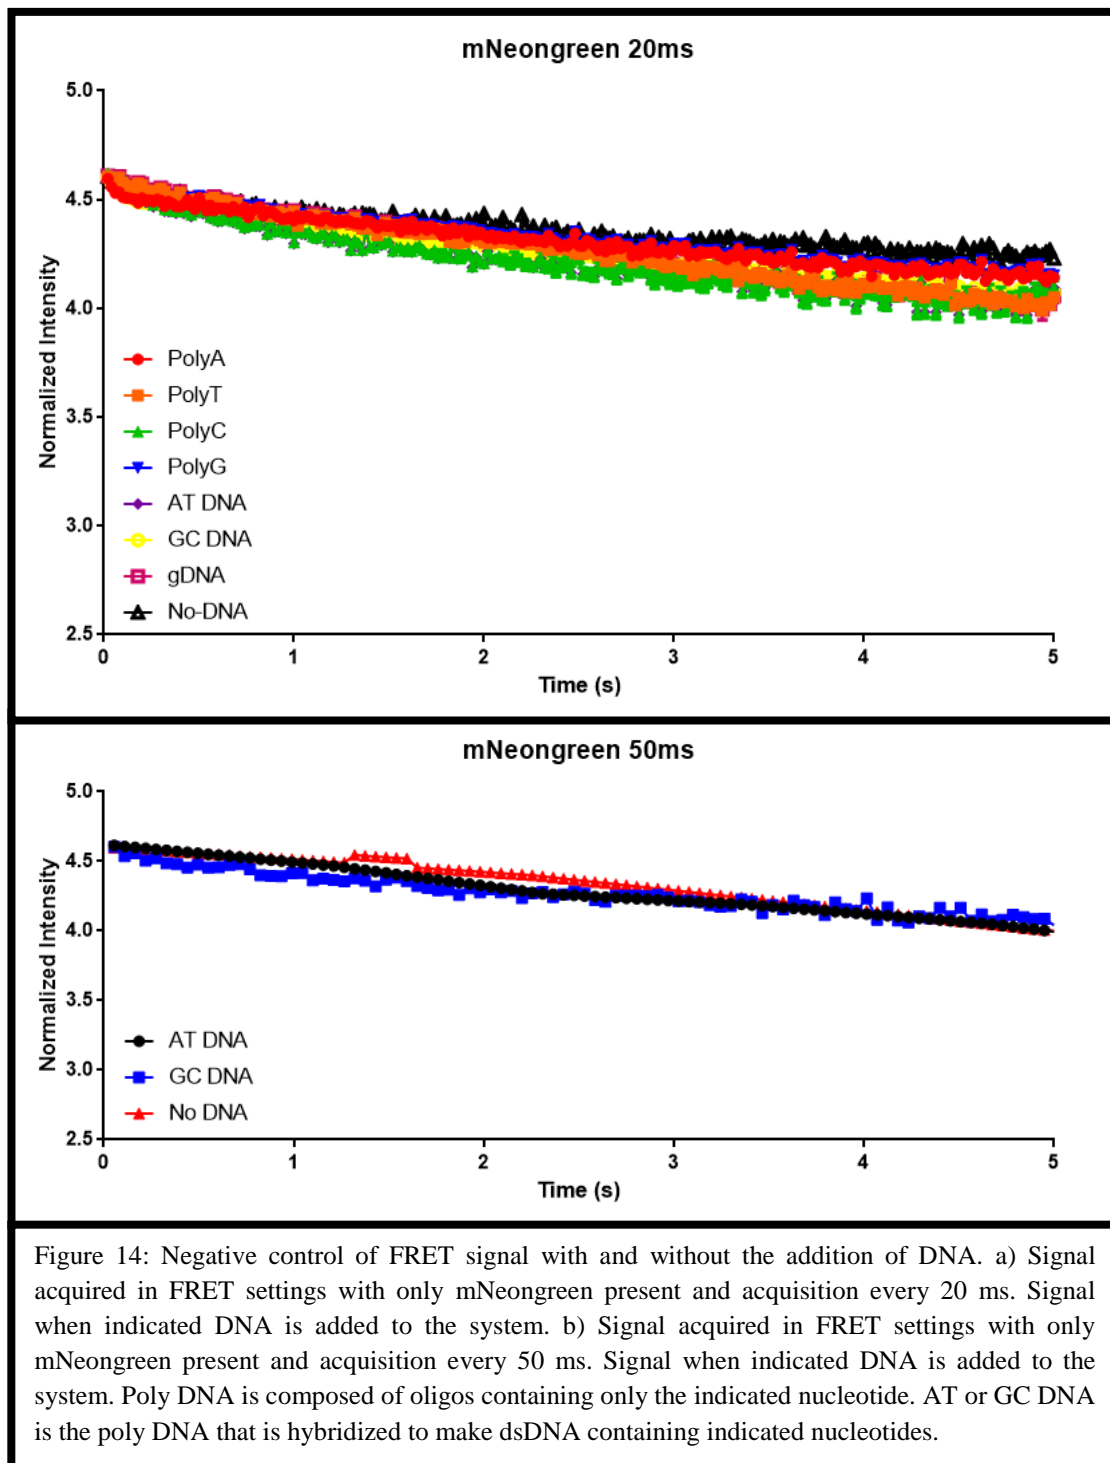 mNeongreen 20ms
5.0
4.5
4.0
3.5
3.0
2.5
Normalized Intensity
PolyA
PolyT
PolyC
PolyG
AT DNA
GC DNA
gDNA
No-DNA
0 1 2 3 4 5
Time (s)
mNeongreen 50ms
5.0
4.5
4.0
3.5
3.0
2.5
Normalized Intensity
AT DNA
GC DNA
No DNA
0 1 2 3 4 5
Time (s)
Figure 14: Negative control of FRET signal with and without the addition of DNA. a) Signal
acquired in FRET settings with only mNeongreen present and acquisition every 20 ms. Signal
when indicated DNA is added to the system. b) Signal acquired in FRET settings with only
mNeongreen present and acquisition every 50 ms. Signal when indicated DNA is added to the
system. Poly DNA is composed of oligos containing only the indicated nucleotide. AT or GC DNA
is the poly DNA that is hybridized to make dsDNA containing indicated nucleotides.